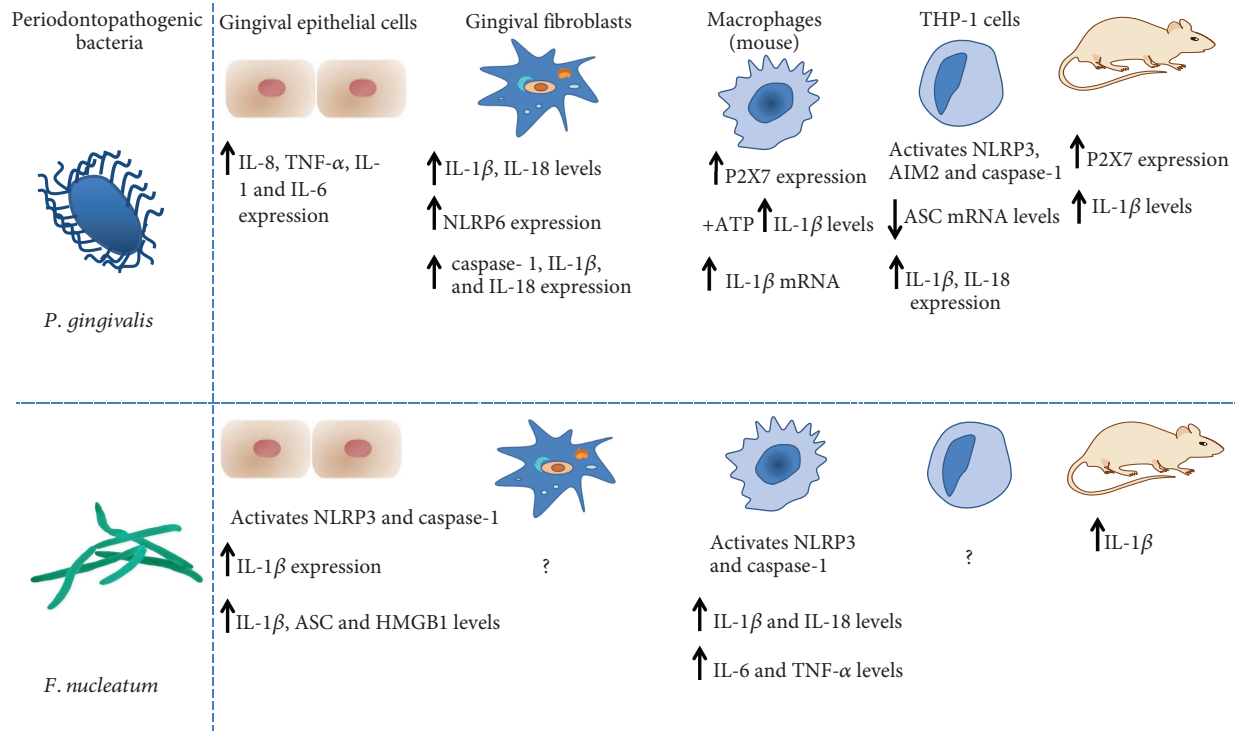 Periodontopathogenic
bacteria
Gingival epithelial cells
Gingival fibroblasts
Macrophages
(mouse)
THP-1 cells
P. gingivalis
IL-8, TNF-α, IL-
1 and IL-6
expression
IL-1β, IL-18 levels
NLRP6 expression
caspase- 1, IL-1β,
and IL-18 expression
P2X7 expression
+ATP ↑ IL-1β levels
IL-1β mRNA
Activates NLRP3,
AIM2 and caspase-1
ASC mRNA levels
IL-1β, IL-18
expression
P2X7 expression
IL-1β levels
F. nucleatum
Activates NLRP3 and caspase-1
IL-1β expression
IL-1β, ASC and HMGB1 levels
?
Activates NLRP3
and caspase-1
IL-1β and IL-18 levels
IL-6 and TNF-α levels
?
IL-1β